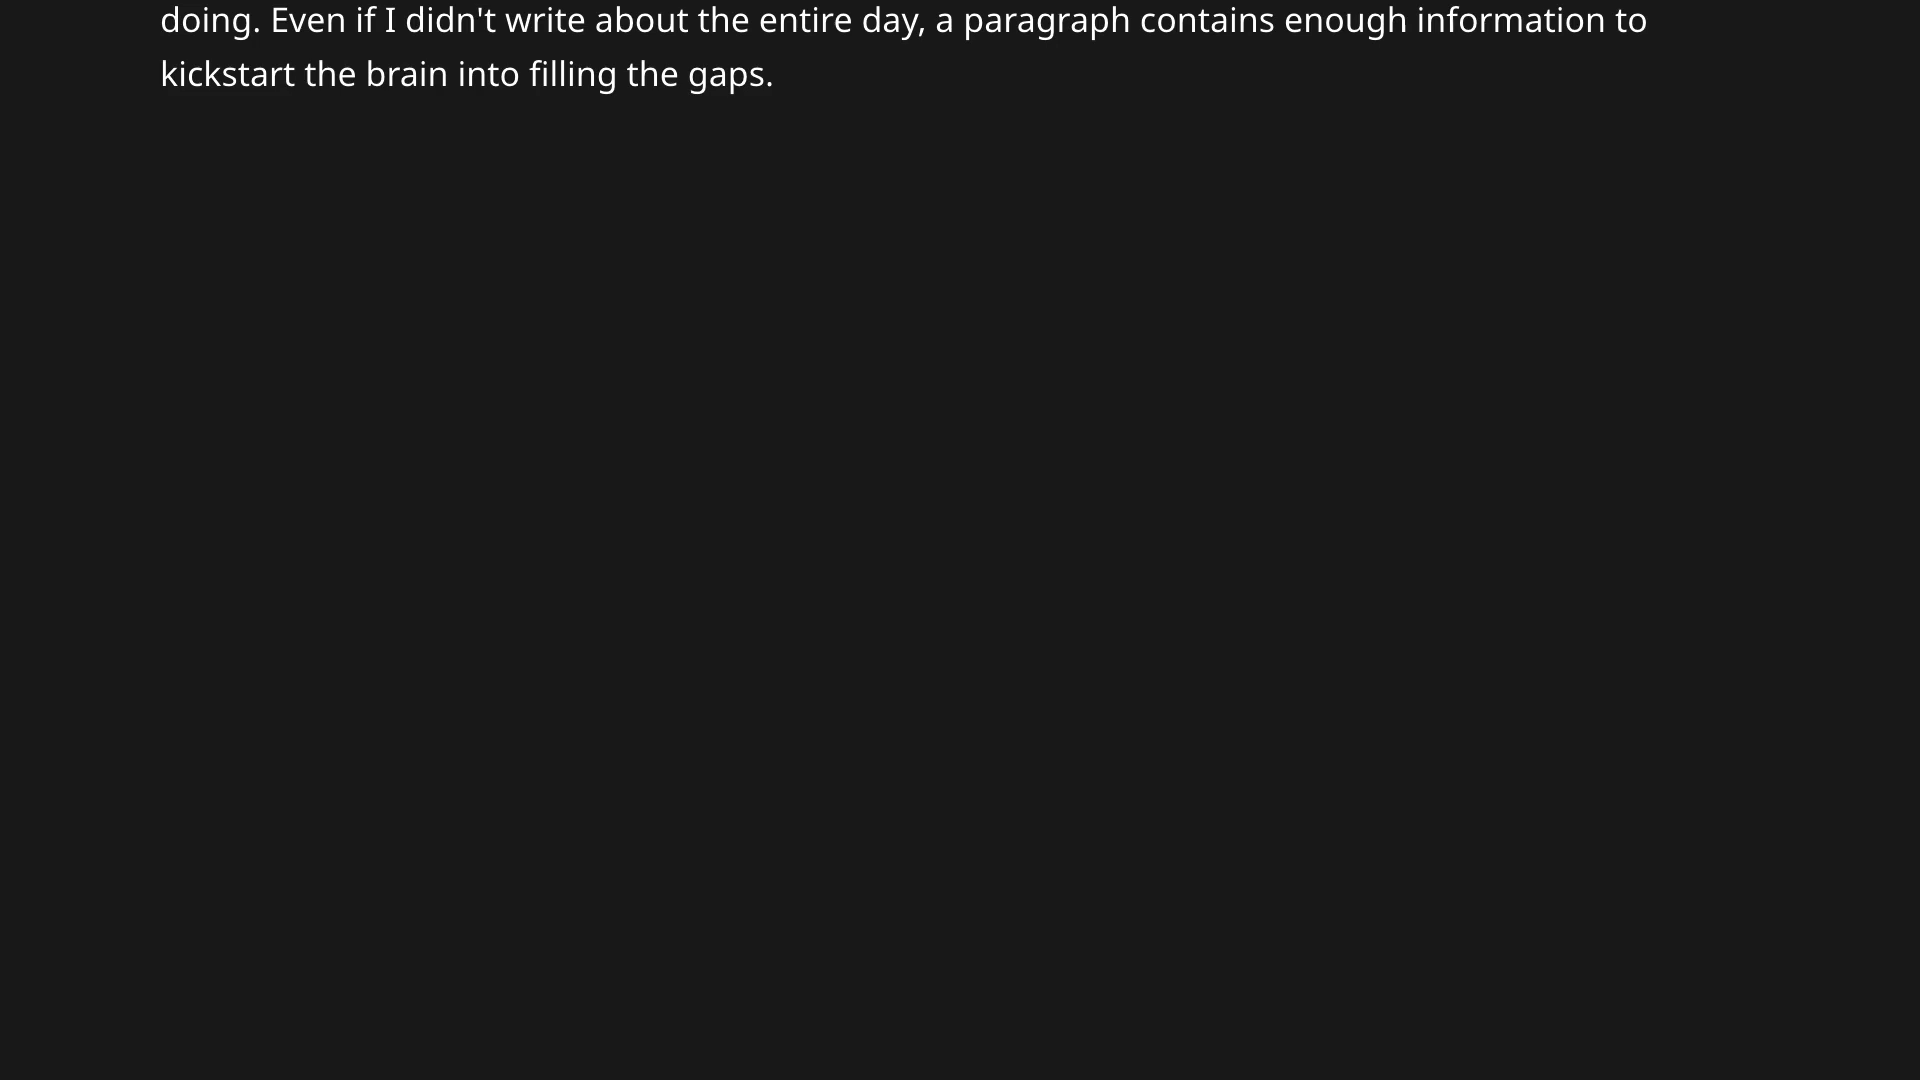 doing. Even if I didn't write about the entire day, a paragraph contains enough information to
kickstart the brain into filling the gaps.